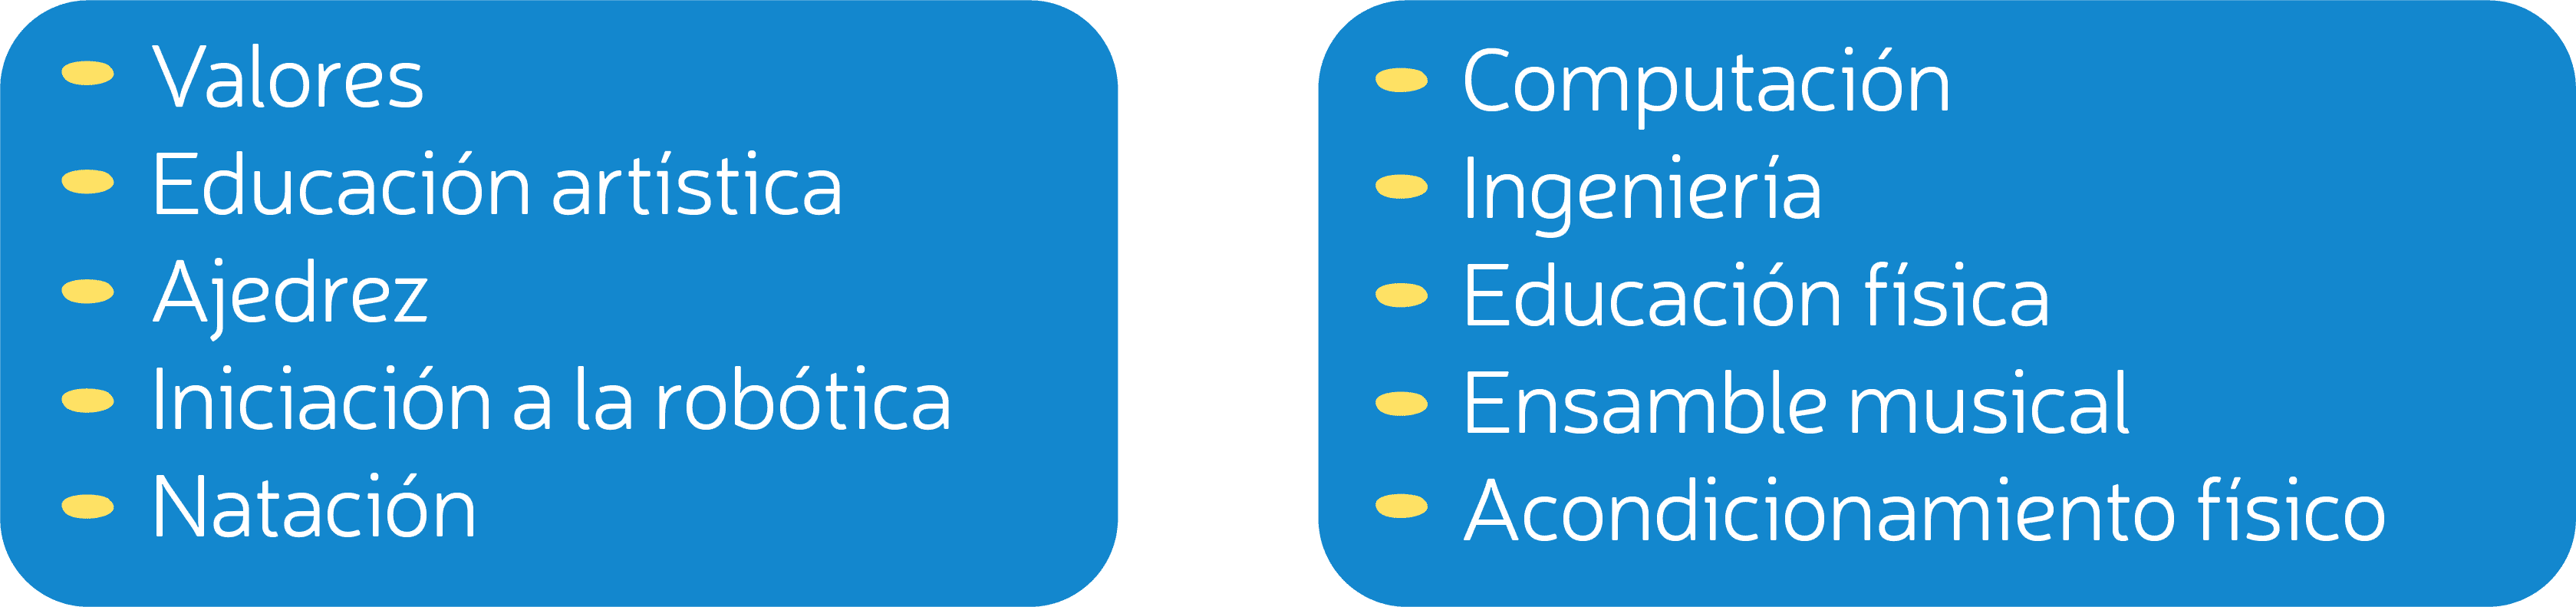 Valores
Educación artística
Ajedrez
Iniciación a la robótica
Natación
Computación
Ingeniería
Educación física
Ensamble musical
Acondicionamiento físico